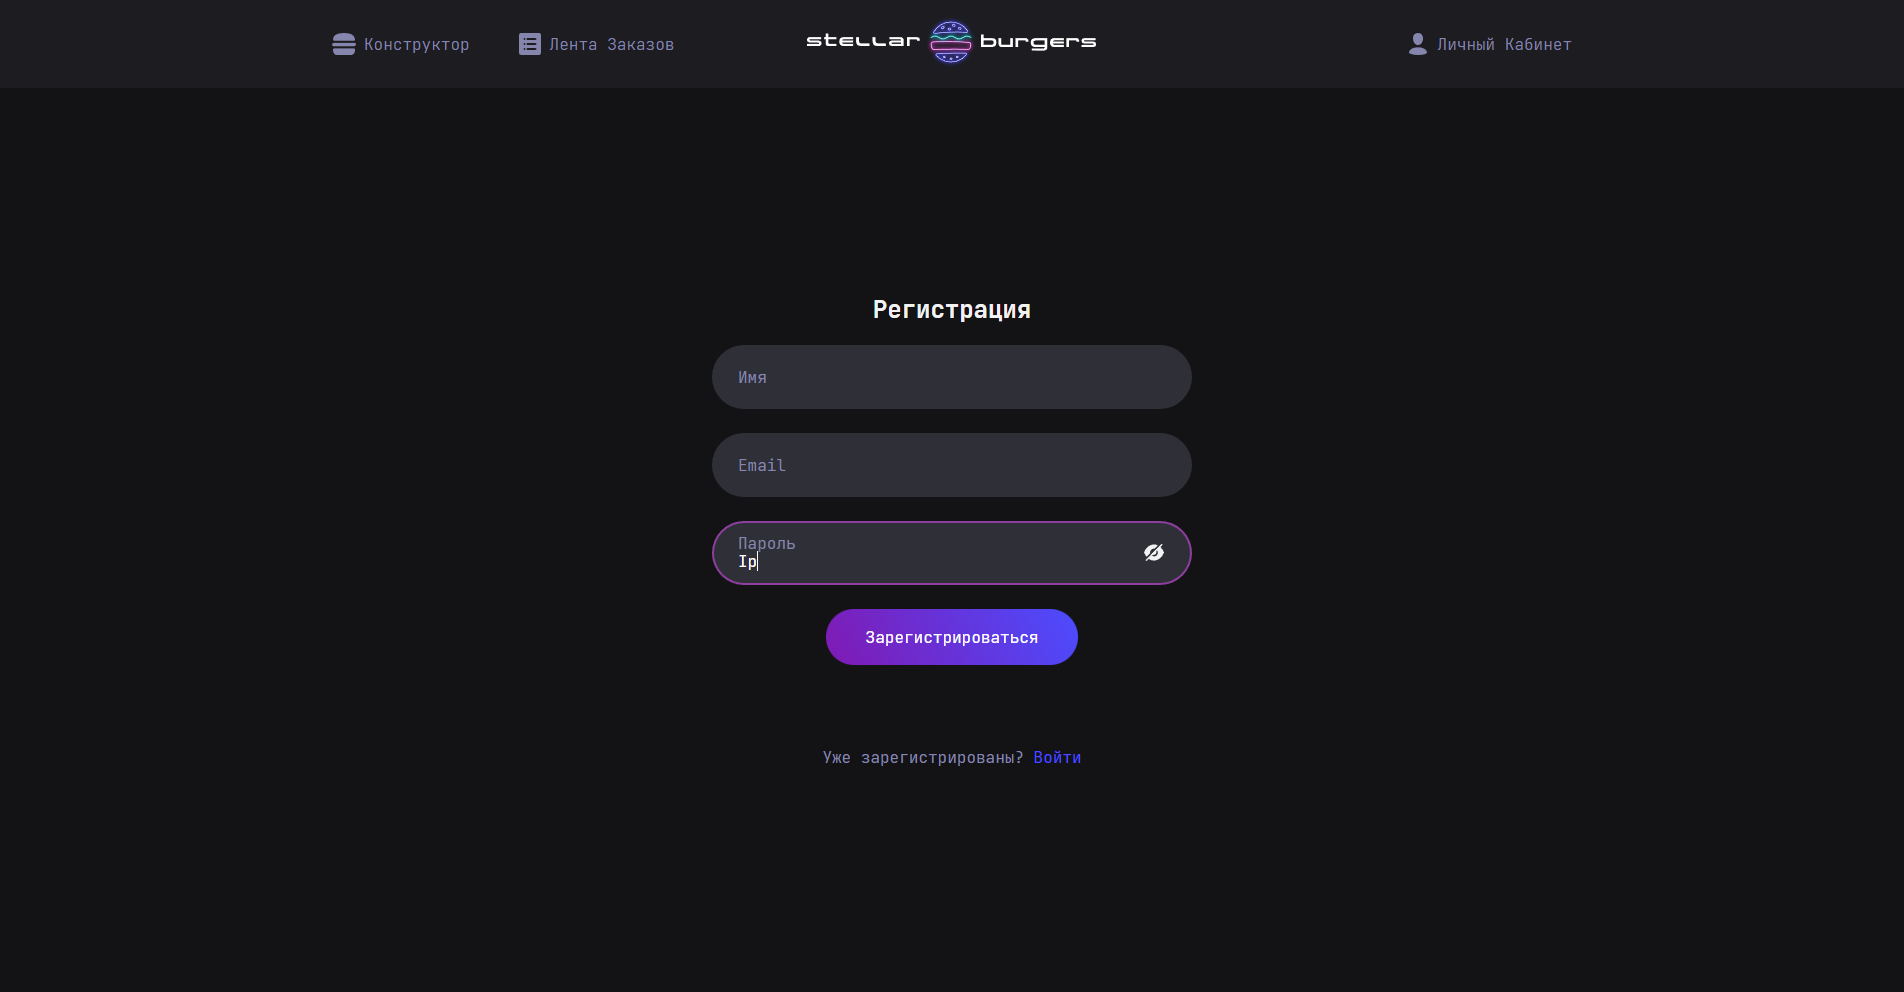 Конструктор
Лента Заказов
stellar burgers
Личный Кабинет
Регистрация
Имя
Email
Пароль
Ip
Зарегистрироваться
Уже зарегистрированы? Войти